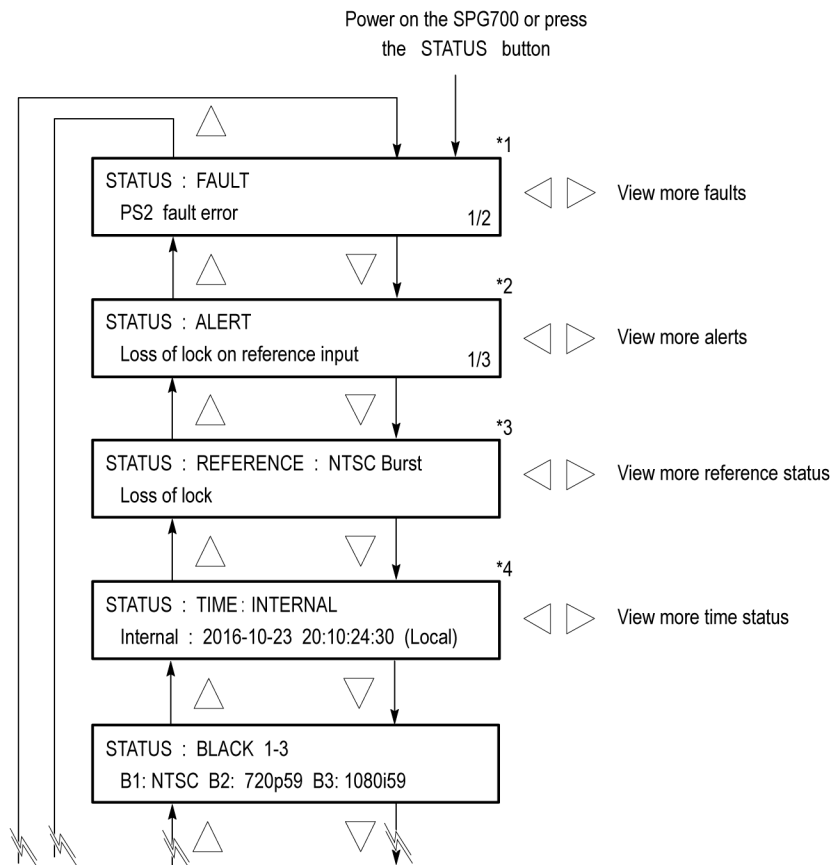 Power on the SPG700 or press
the STATUS button
*1
STATUS : FAULT
PS2 fault error
1/2
View more faults
*2
STATUS : ALERT
Loss of lock on reference input
1/3
View more alerts
*3
STATUS : REFERENCE : NTSC Burst
Loss of lock
View more reference status
*4
STATUS : TIME : INTERNAL
Internal : 2016-10-23 20:10:24:30 (Local)
View more time status
STATUS : BLACK 1-3
B1: NTSC B2: 720p59 B3: 1080i59